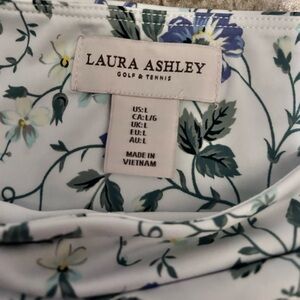 LAURA ASHLEY
GOLF & TENNIS
US: L
CA: L/G
UK: L
EU: L
AU: L
MADE IN
VIETNAM